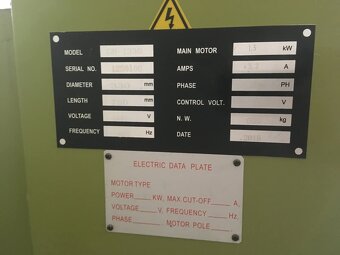 MODEL
SERIAL NO.
DIAMETER mm
LENGTH mm
VOLTAGE V
FREQUENCY Hz
MAIN MOTOR kW
AMPS A
PHASE PH
CONTROL VOLT. V
N. W. kg
DATE
ELECTRIC DATA PLATE
MOTOR TYPE
POWER KW, MAX CUT-OFF A,
VOLTAGE V, FREQUENCY Hz,
PHASE MOTOR POLE .